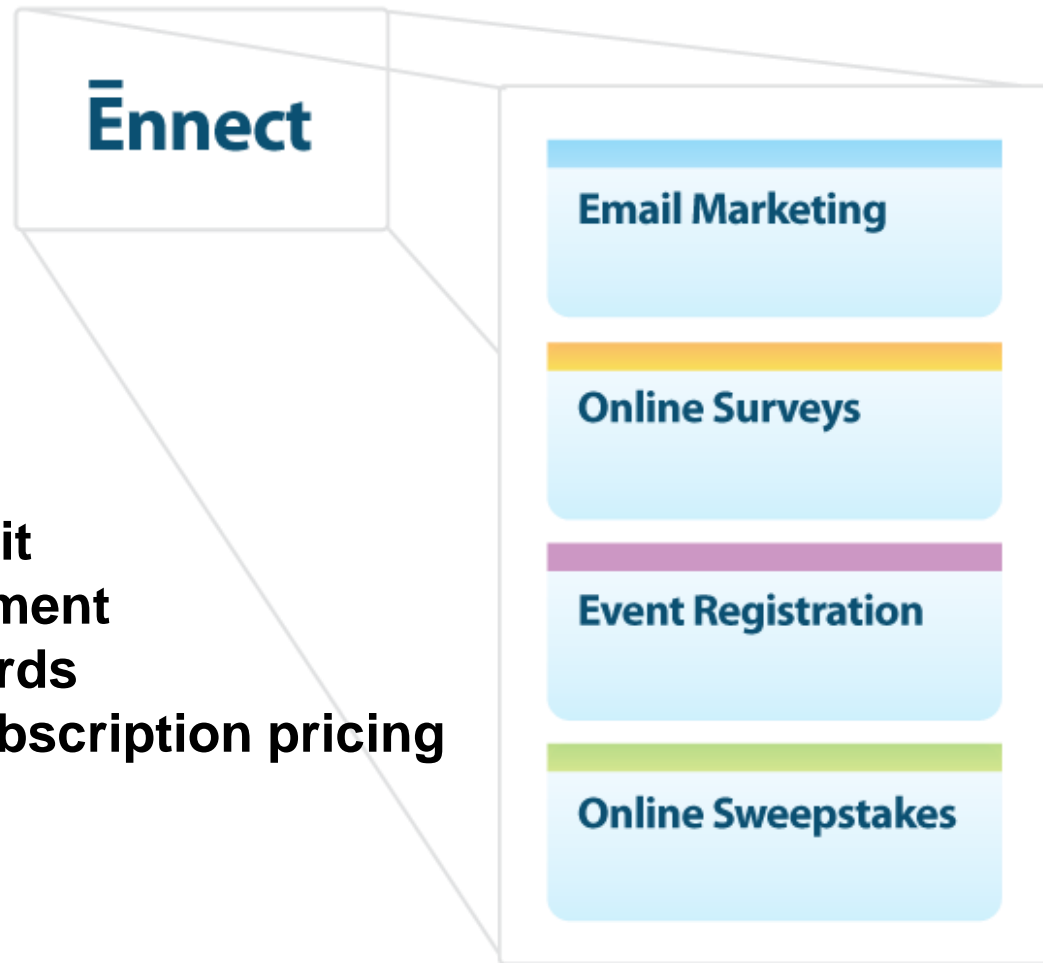 Ēnnect
Email Marketing
Online Surveys
it
ment
rds
bscription pricing
Event Registration
Online Sweepstakes